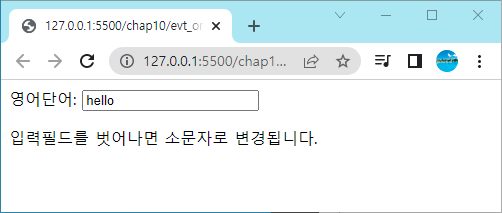 127.0.0.1:5500/chap10/evt_or
127.0.0.1:5500/chap1...
영어단어: hello
입력필드를 벗어나면 소문자로 변경됩니다.